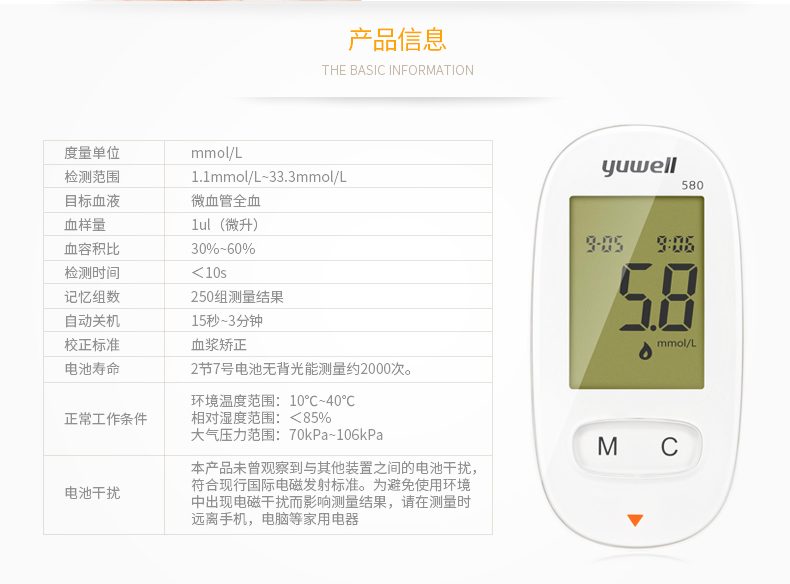 产品信息
THE BASIC INFORMATION
度量单位 mmol/L
检测范围 1.1mmol/L~33.3mmol/L
目标血液 微血管全血
血样量 1ul（微升）
血容积比 30%~60%
检测时间 ＜10s
记忆组数 250组测量结果
自动关机 15秒~3分钟
校正标准 血浆矫正
电池寿命 2节7号电池无背光能测量约2000次。
正常工作条件
环境温度范围：10℃~40℃
相对湿度范围：＜85%
大气压力范围：70kPa~106kPa
电池干扰
本产品未曾观察到与其他装置之间的电池干扰，
符合现行国际电磁发射标准。为避免使用环境
中出现电磁干扰而影响测量结果，请在测量时
远离手机，电脑等家用电器
yuwell
580
9-05 9:06
5.8
mmol/L
M C